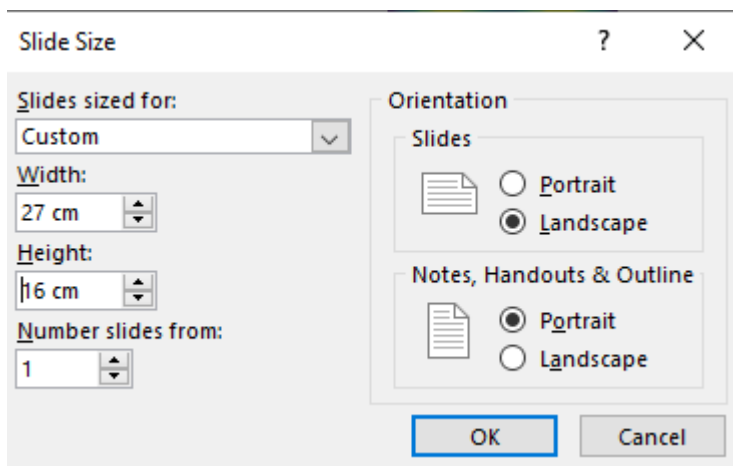 Slide Size
?
Slides sized for:
Custom
Width:
27 cm
Height:
16 cm
Number slides from:
1
Orientation
Slides
Portrait
Landscape
Notes, Handouts & Outline
Portrait
Landscape
OK
Cancel